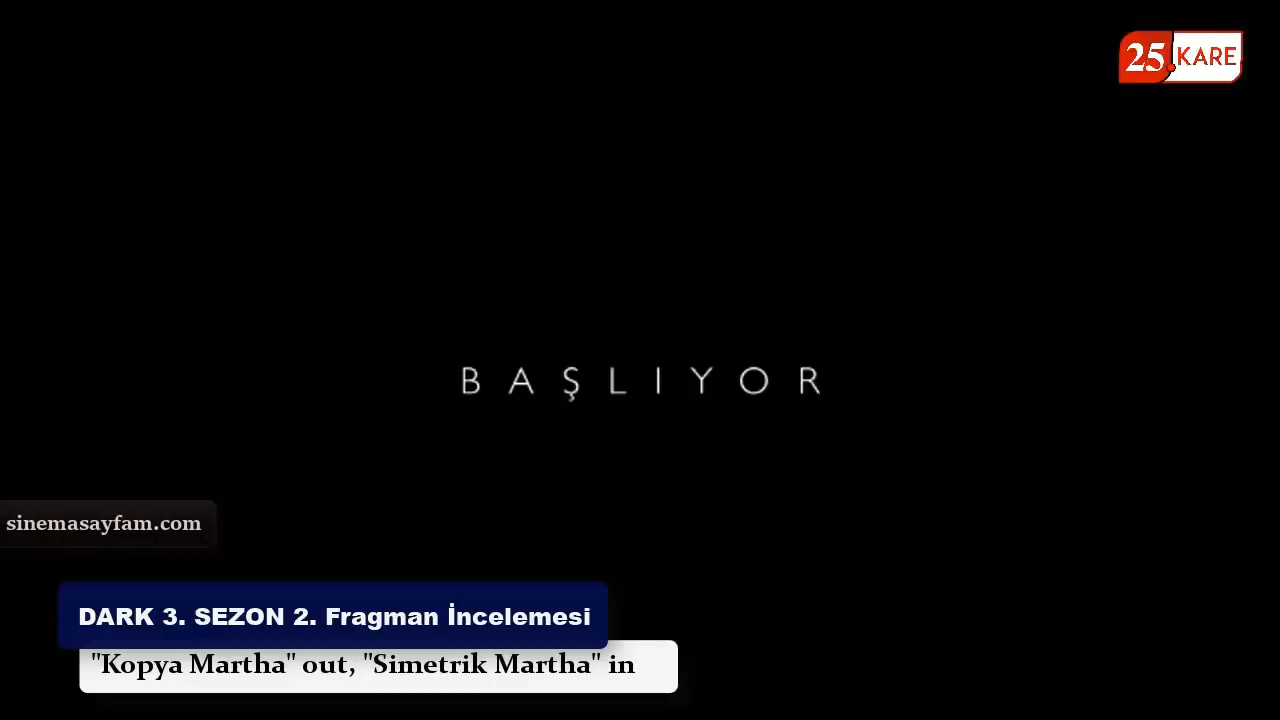 25.KARE
BAŞLIYOR
sinemasayfam.com
DARK 3. SEZON 2. Fragman İncelemesi
"Kopya Martha" out, "Simetrik Martha" in